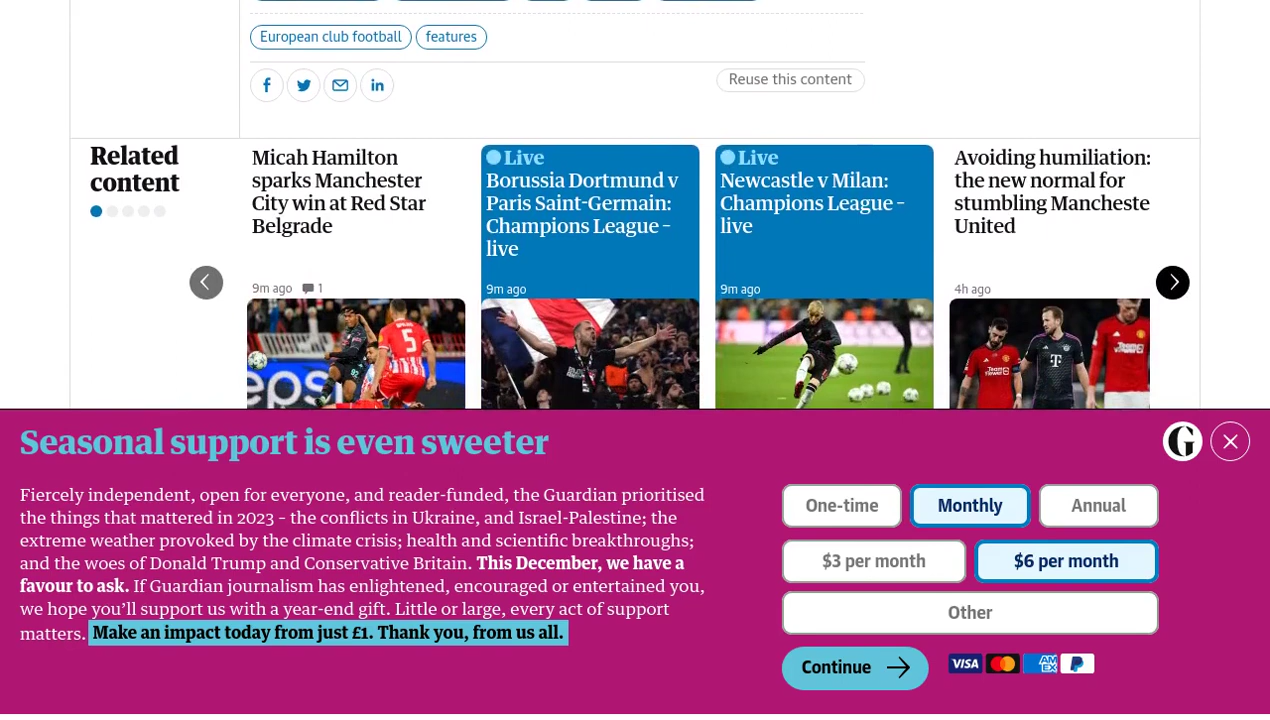 European club football
features
Reuse this content
Related
content
Micah Hamilton
sparks Manchester
City win at Red Star
Belgrade
9m ago
1
Live
Borussia Dortmund v
Paris Saint-Germain:
Champions League –
live
9m ago
Live
Newcastle v Milan:
Champions League –
live
9m ago
Avoiding humiliation:
the new normal for
stumbling Mancheste
United
4h ago
Seasonal support is even sweeter
Fiercely independent, open for everyone, and reader-funded, the Guardian prioritised
the things that mattered in 2023 – the conflicts in Ukraine, and Israel-Palestine; the
extreme weather provoked by the climate crisis; health and scientific breakthroughs;
and the woes of Donald Trump and Conservative Britain. This December, we have a
favour to ask. If Guardian journalism has enlightened, encouraged or entertained you,
we hope you’ll support us with a year-end gift. Little or large, every act of support
matters. Make an impact today from just £1. Thank you, from us all.
G
One-time
Monthly
Annual
$3 per month
$6 per month
Other
Continue
VISA
AMEX